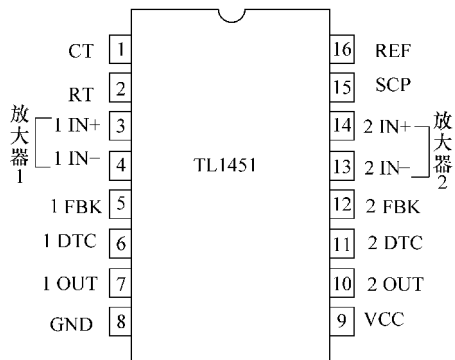 CT 1
RT 2
放大器1
1 IN+ 3
1 IN− 4
1 FBK 5
1 DTC 6
1 OUT 7
GND 8
TL1451
16 REF
15 SCP
14 2 IN+
13 2 IN−
放大器2
12 2 FBK
11 2 DTC
10 2 OUT
9 VCC